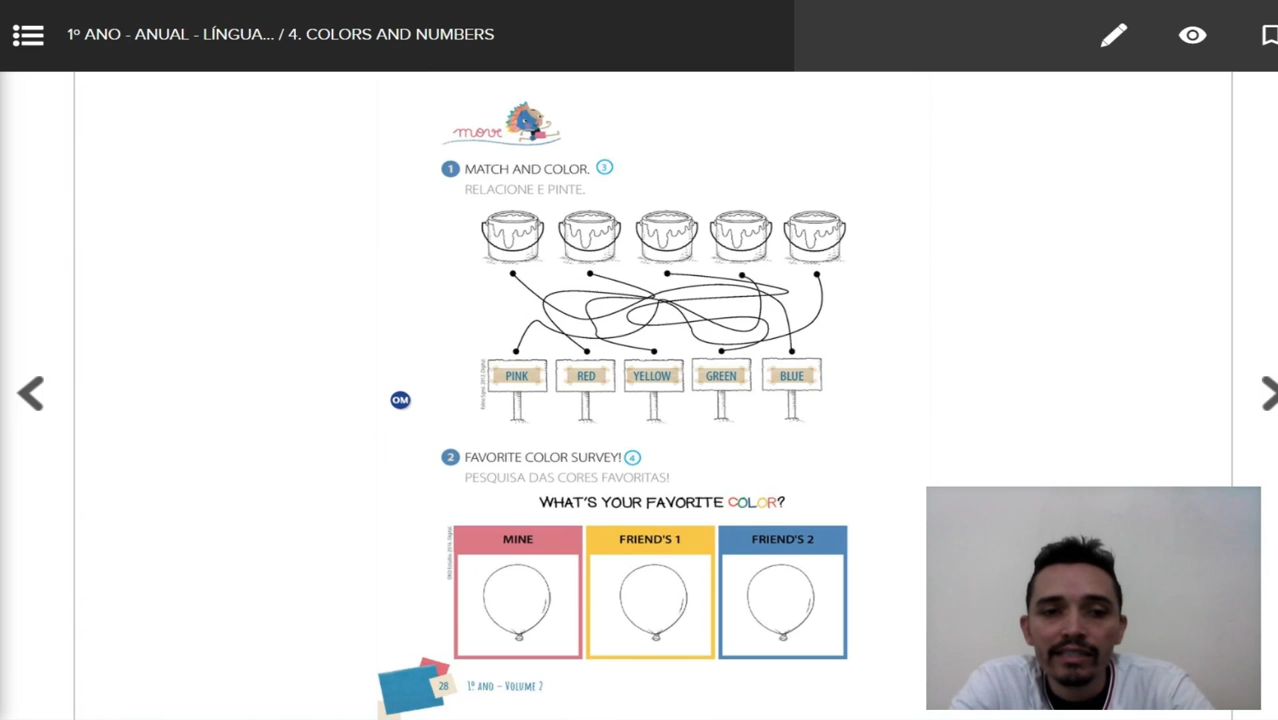 1º ANO - ANUAL - LÍNGUA... / 4. COLORS AND NUMBERS
move
1 MATCH AND COLOR. 3
RELACIONE E PINTE.
PINK RED YELLOW GREEN BLUE
OM
2 FAVORITE COLOR SURVEY! 4
PESQUISA DAS CORES FAVORITAS!
WHAT'S YOUR FAVORITE COLOR?
MINE FRIEND'S 1 FRIEND'S 2
28 1º ANO – VOLUME 2